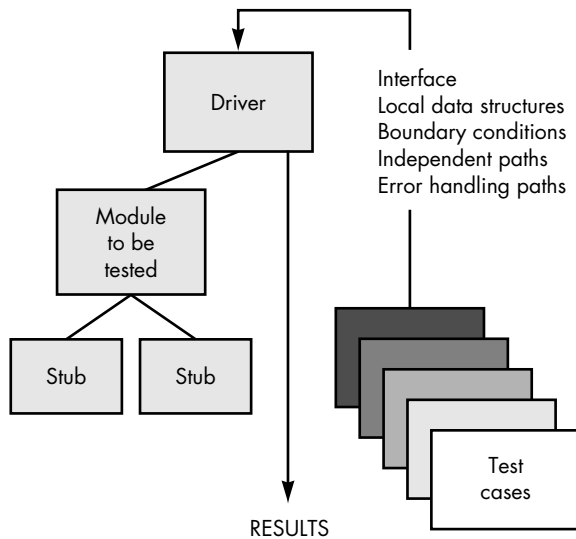 Driver
Interface
Local data structures
Boundary conditions
Independent paths
Error handling paths
Module
to be
tested
Stub
Stub
Test
cases
RESULTS